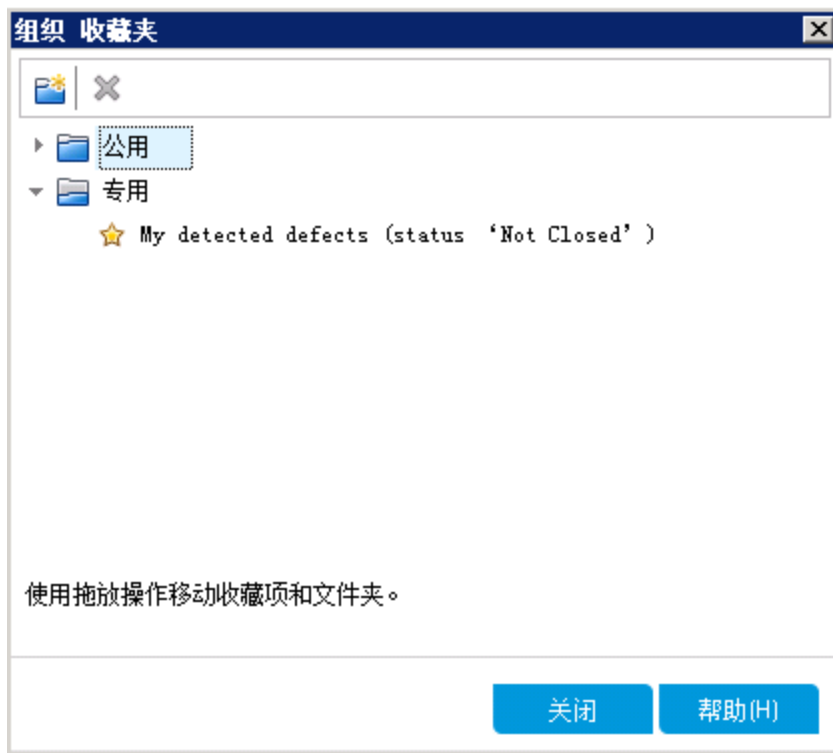 组织 收藏夹
公用
专用
My detected defects (status ‘Not Closed’)
使用拖放操作移动收藏项和文件夹。
关闭
帮助(H)